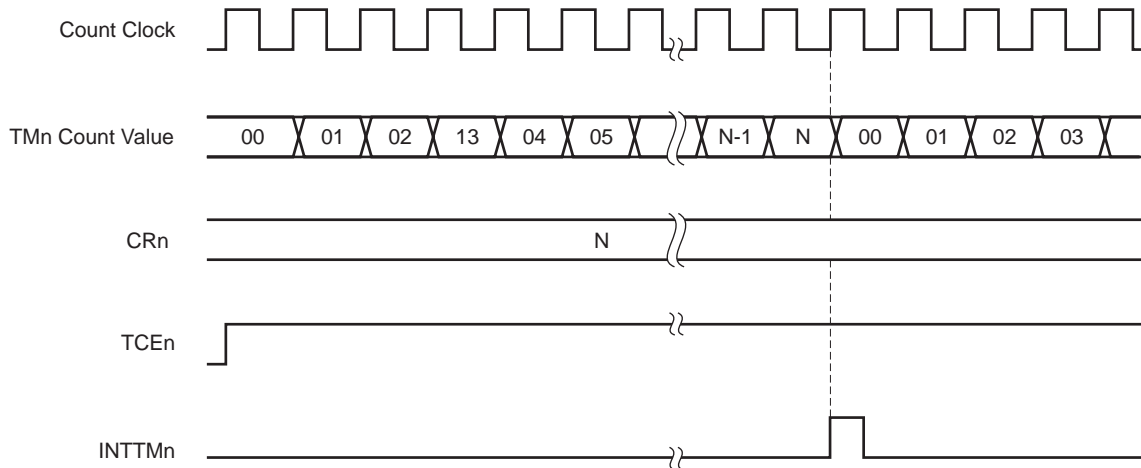 Count Clock
TMn Count Value 00 01 02 13 04 05 N-1 N 00 01 02 03
CRn N
TCEn
INTTMn